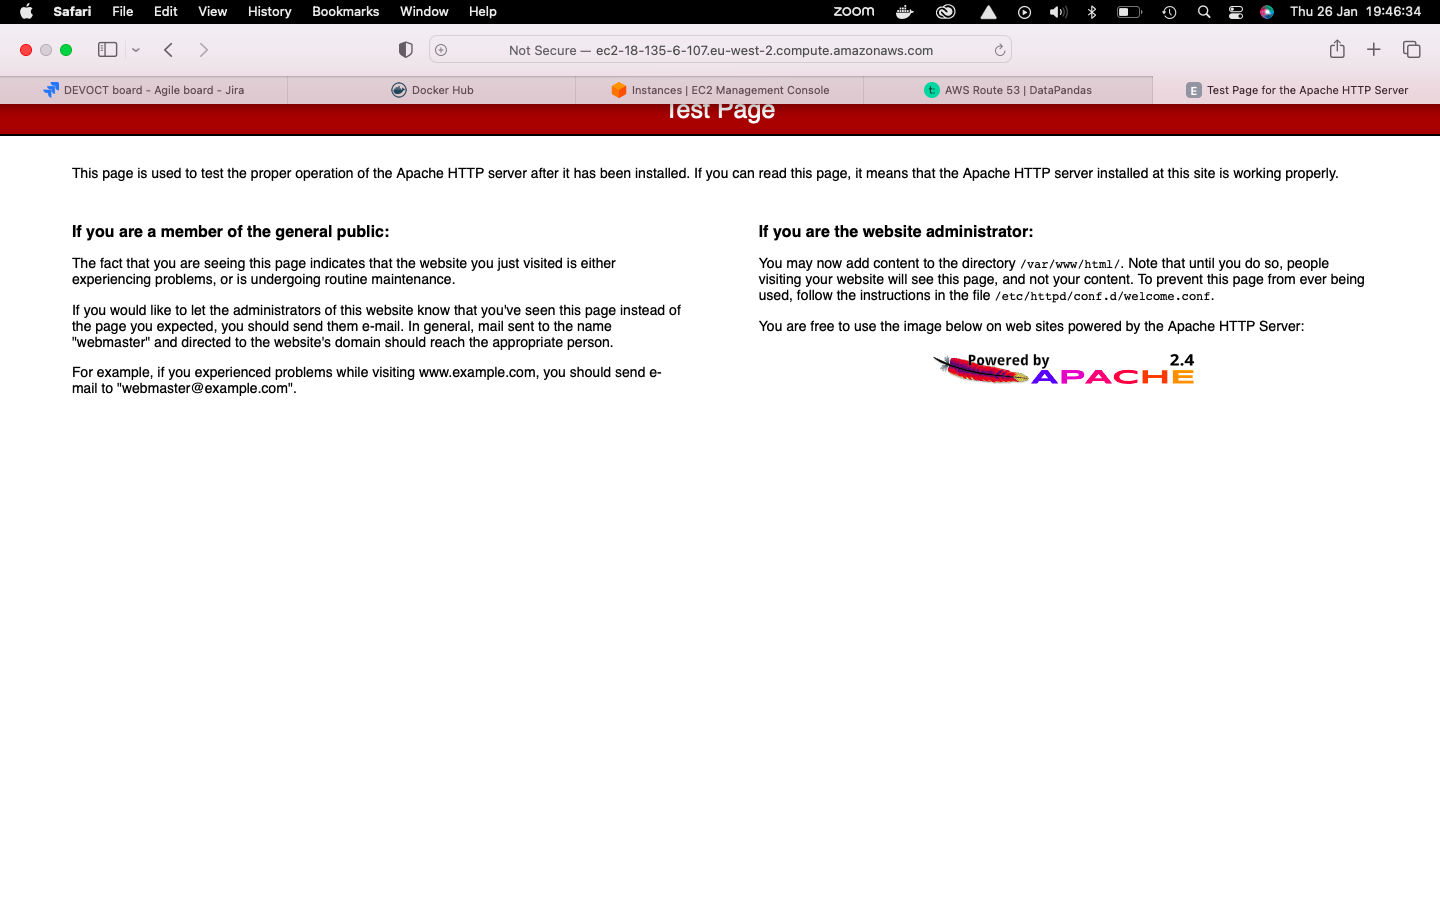 Safari File Edit View History Bookmarks Window Help zoom Thu 26 Jan 19:46:34
Not Secure — ec2-18-135-6-107.eu-west-2.compute.amazonaws.com
DEVOCT board - Agile board - Jira
Docker Hub
Instances | EC2 Management Console
t AWS Route 53 | DataPandas
E Test Page for the Apache HTTP Server
Test Page
This page is used to test the proper operation of the Apache HTTP server after it has been installed. If you can read this page, it means that the Apache HTTP server installed at this site is working properly.
If you are a member of the general public:
The fact that you are seeing this page indicates that the website you just visited is either
experiencing problems, or is undergoing routine maintenance.
If you would like to let the administrators of this website know that you've seen this page instead of
the page you expected, you should send them e-mail. In general, mail sent to the name
"webmaster" and directed to the website's domain should reach the appropriate person.
For example, if you experienced problems while visiting www.example.com, you should send e-
mail to "webmaster@example.com".
If you are the website administrator:
You may now add content to the directory /var/www/html/. Note that until you do so, people
visiting your website will see this page, and not your content. To prevent this page from ever being
used, follow the instructions in the file /etc/httpd/conf.d/welcome.conf.
You are free to use the image below on web sites powered by the Apache HTTP Server:
Powered by 2.4
APACHE